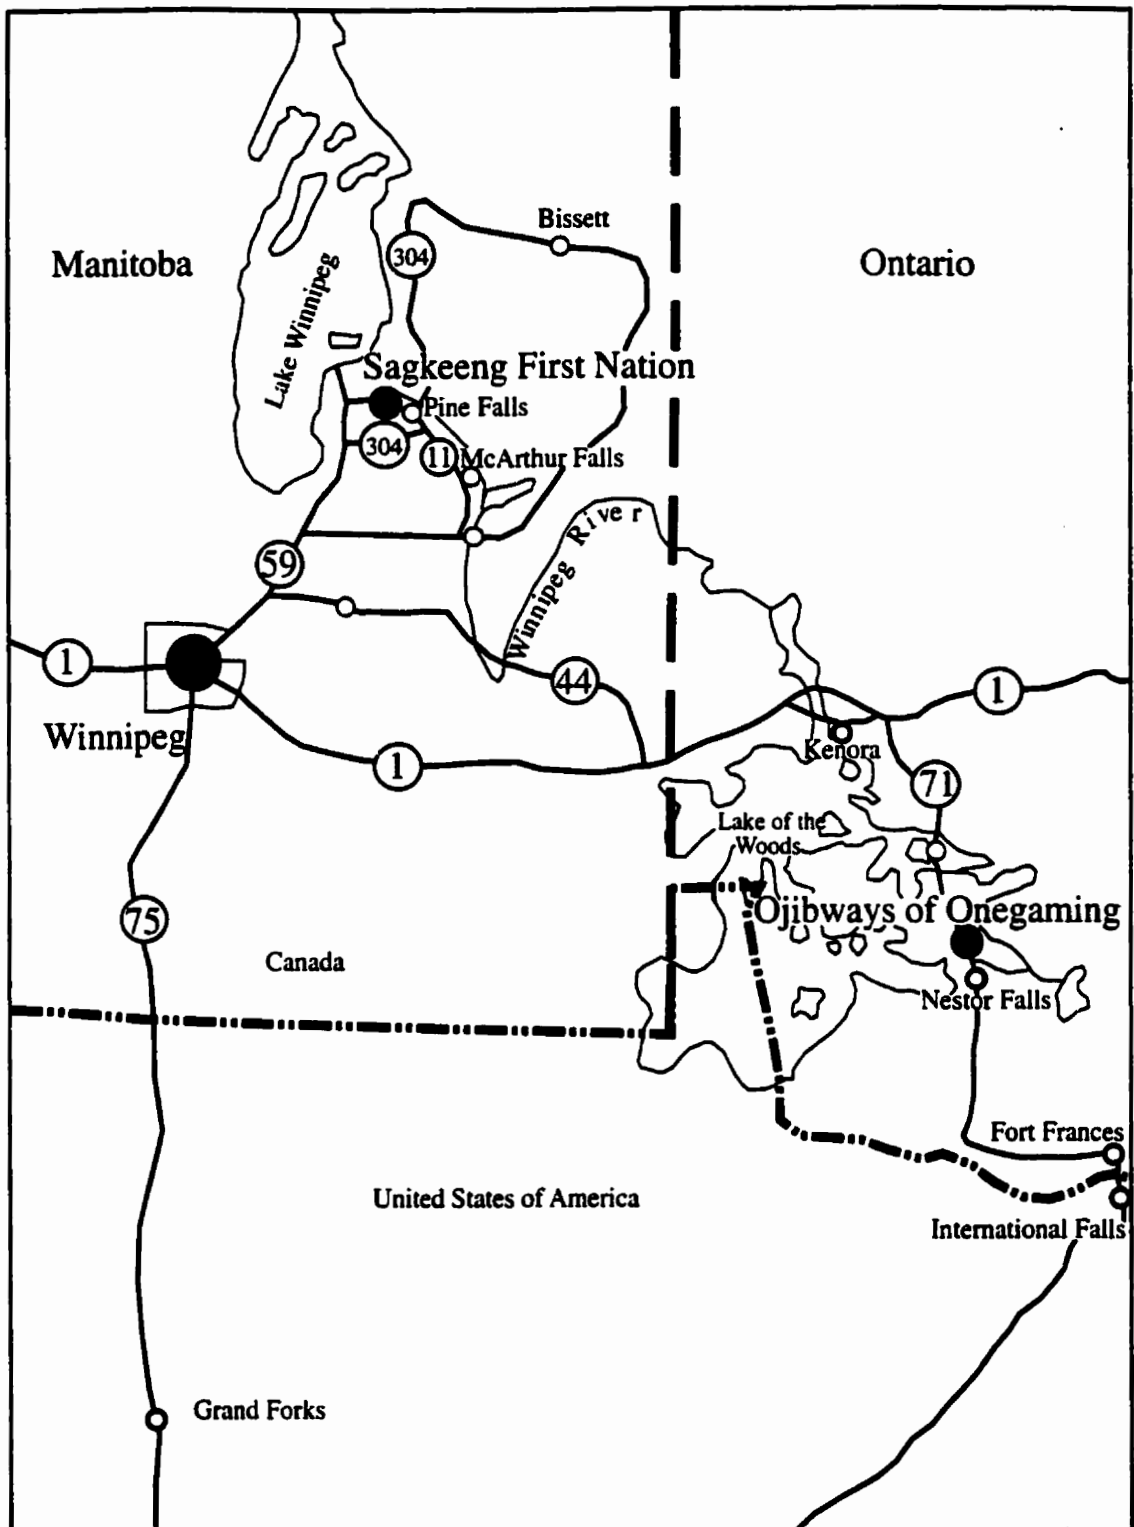 Bissett
304
Manitoba
Ontario
Lake Winnipeg
Sagkeeng First Nation
Pine Falls
304
11
McArthur Falls
Winnipeg River
59
1
44
1
Winnipeg
Kenora
1
71
Lake of the
Woods
Ojibways of Onegaming
75
Canada
Nestor Falls
Fort Frances
United States of America
International Falls
Grand Forks